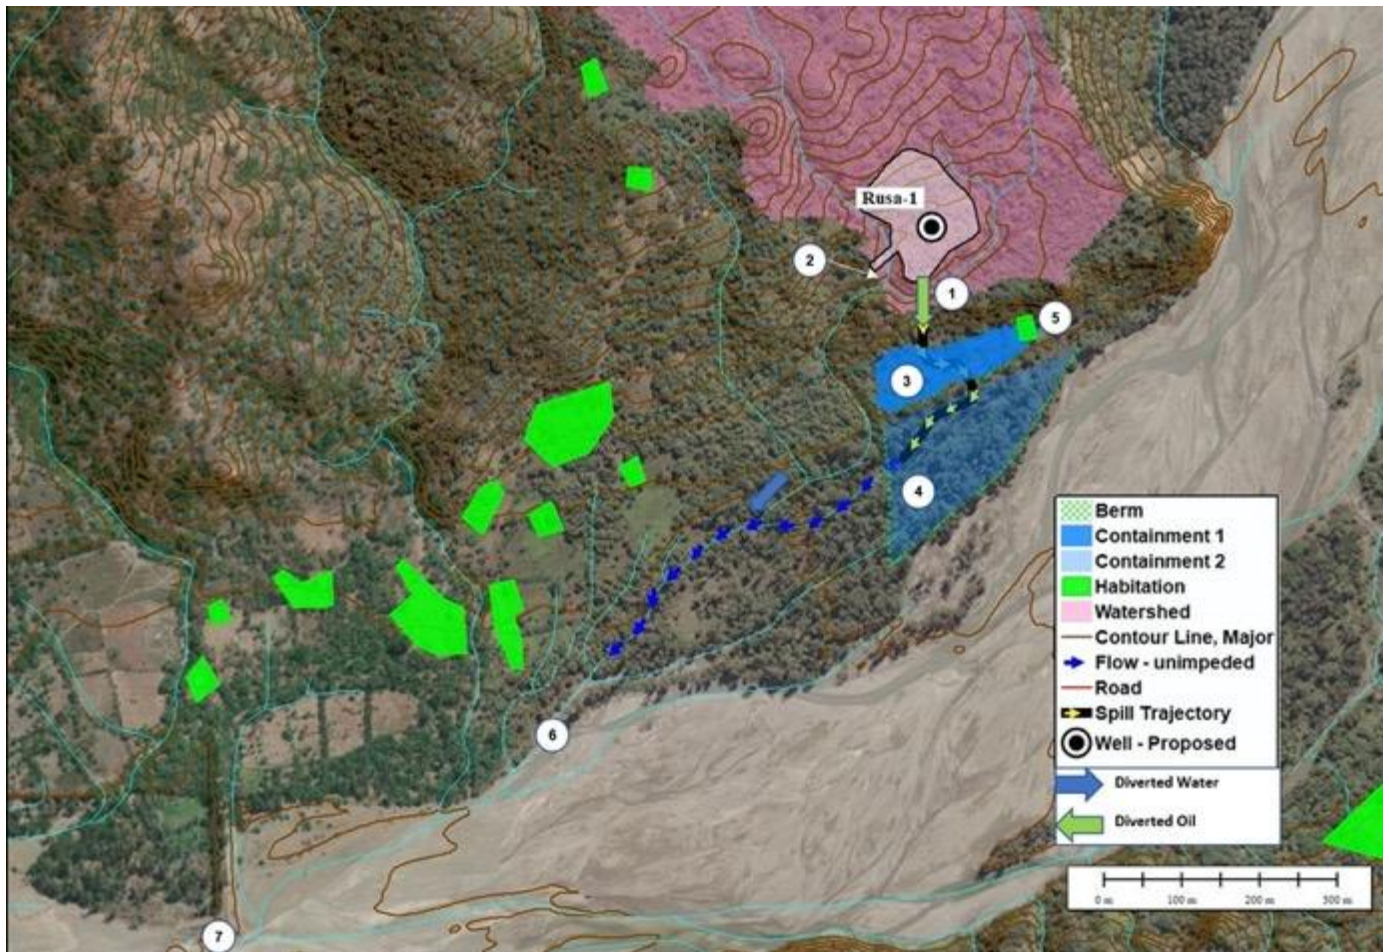 Rusa-1
2
1
5
3
4
6
7
Berm
Containment 1
Containment 2
Habitation
Watershed
Contour Line, Major
Flow - unimpeded
Road
Spill Trajectory
Well - Proposed
Diverted Water
Diverted Oil
0 m 100 m 200 m 300 m